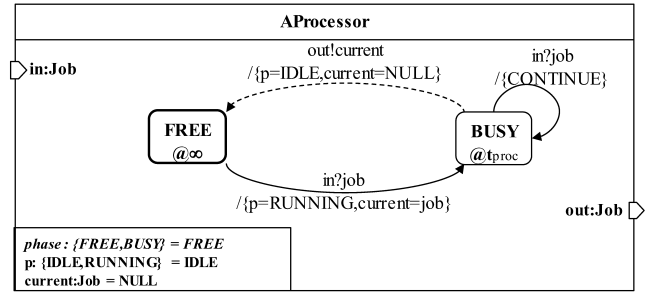 AProcessor
in:Job
out!current
/{p=IDLE,current=NULL}
in?job
/{CONTINUE}
FREE
@∞
BUSY
@tproc
in?job
/{p=RUNNING,current=job}
out:Job
phase : {FREE,BUSY} = FREE
p: {IDLE,RUNNING} = IDLE
current:Job = NULL